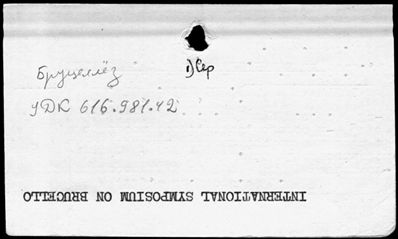 1) Сер
Бруцеллёз
УДК 616.981.42
INTERNATIONAL SYMPOSIUM ON BRUCELLO